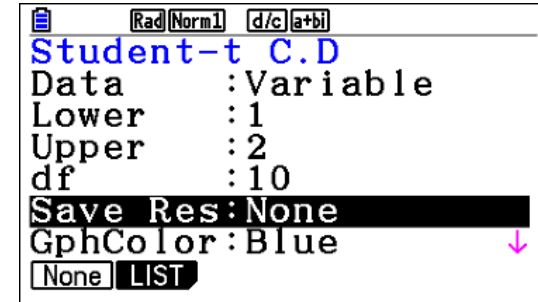 Rad Norm1 d/c a+bi
Student-t C.D
Data :Variable
Lower :1
Upper :2
df :10
Save Res:None
GphColor:Blue ↓
None LIST